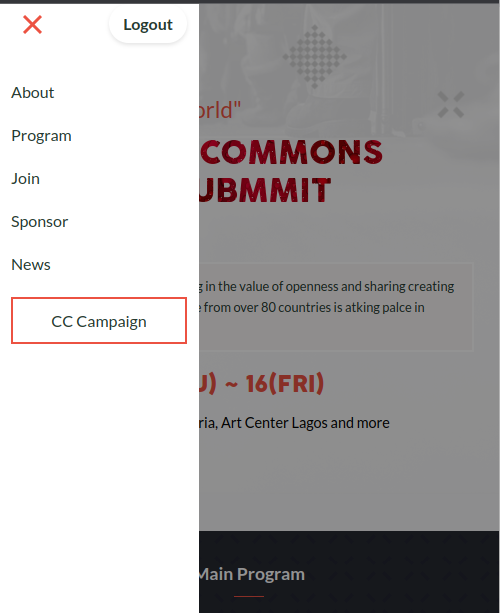 Logout
About
Program
Join
Sponsor
News
CC Campaign
orld"
COMMONS
UBMMIT
g in the value of openness and sharing creating
e from over 80 countries is atking palce in
U) ~ 16(FRI)
ria, Art Center Lagos and more
Main Program